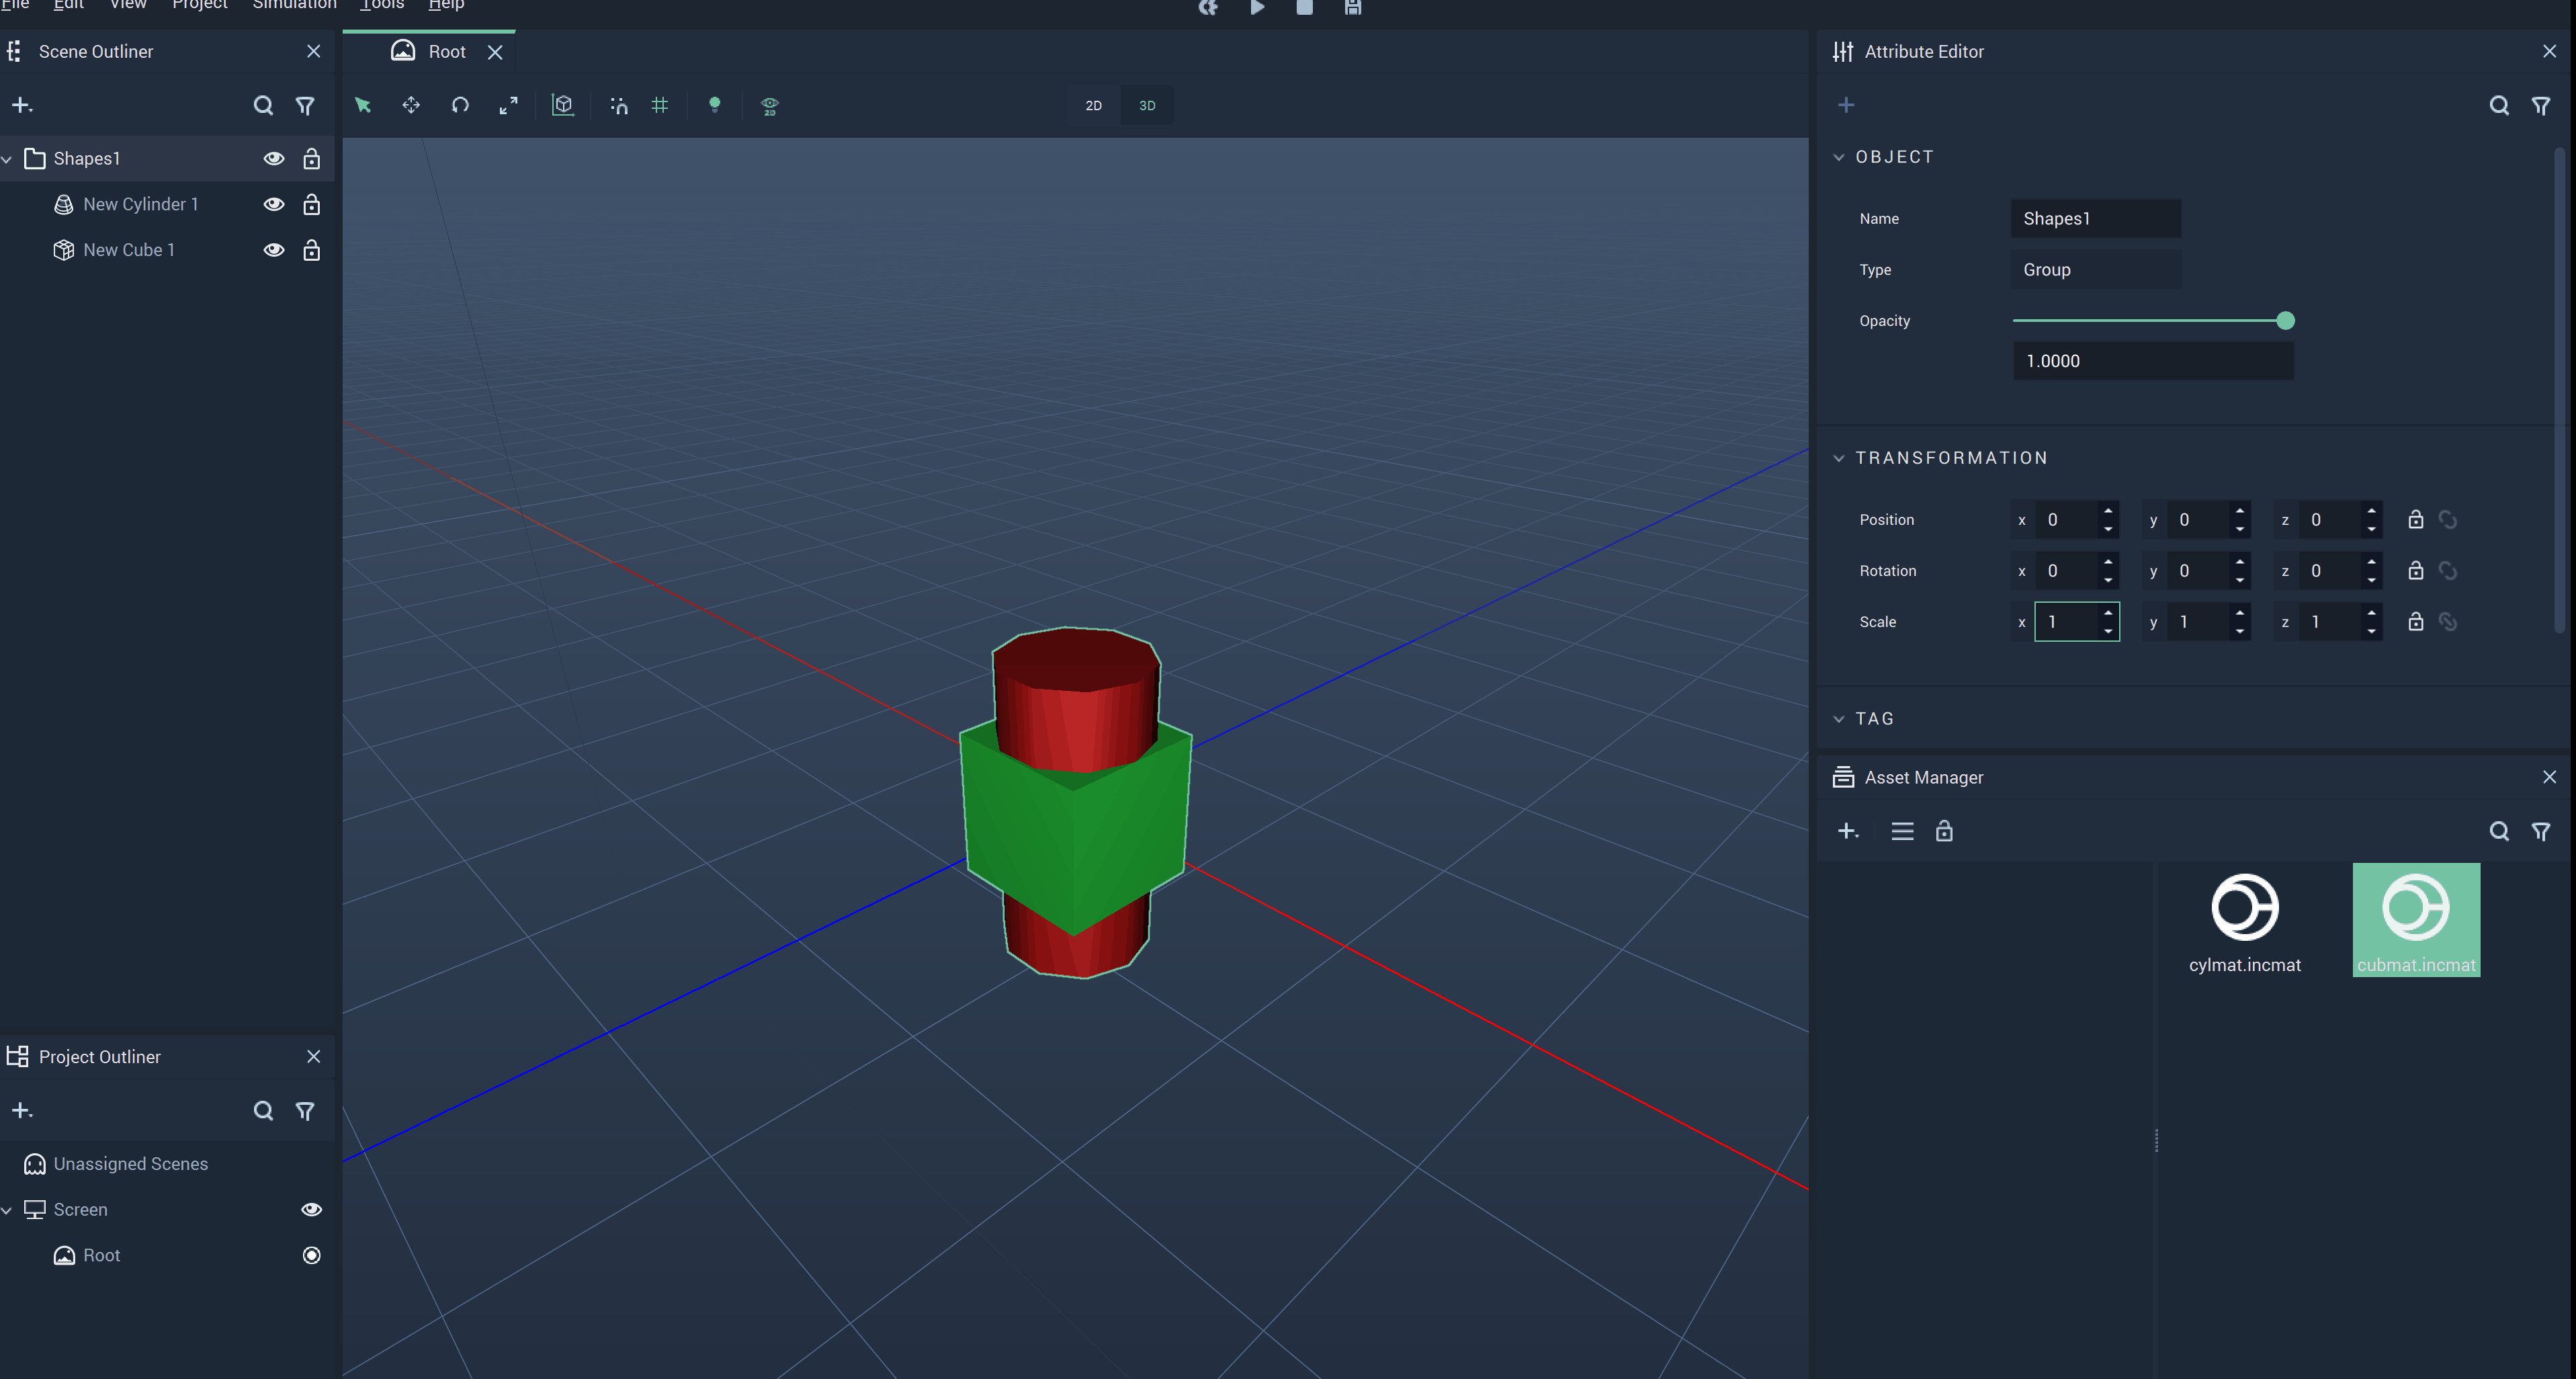 File Edit View Project Simulation Tools Help
Scene Outliner
Shapes1
New Cylinder 1
New Cube 1
Project Outliner
Unassigned Scenes
Screen
Root
Root
2D
2D 3D
Attribute Editor
OBJECT
Name Shapes1
Type Group
Opacity
1.0000
TRANSFORMATION
Position x 0 y 0 z 0
Rotation x 0 y 0 z 0
Scale x 1 y 1 z 1
TAG
Asset Manager
cylmat.incmat cubmat.incmat